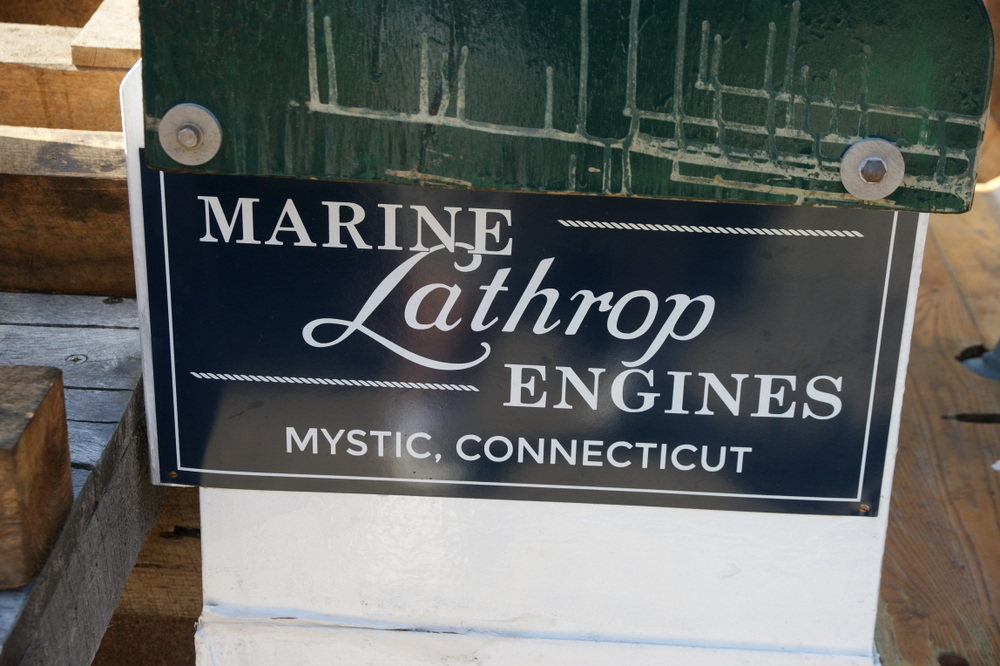 MARINE
Lathrop
ENGINES
MYSTIC, CONNECTICUT